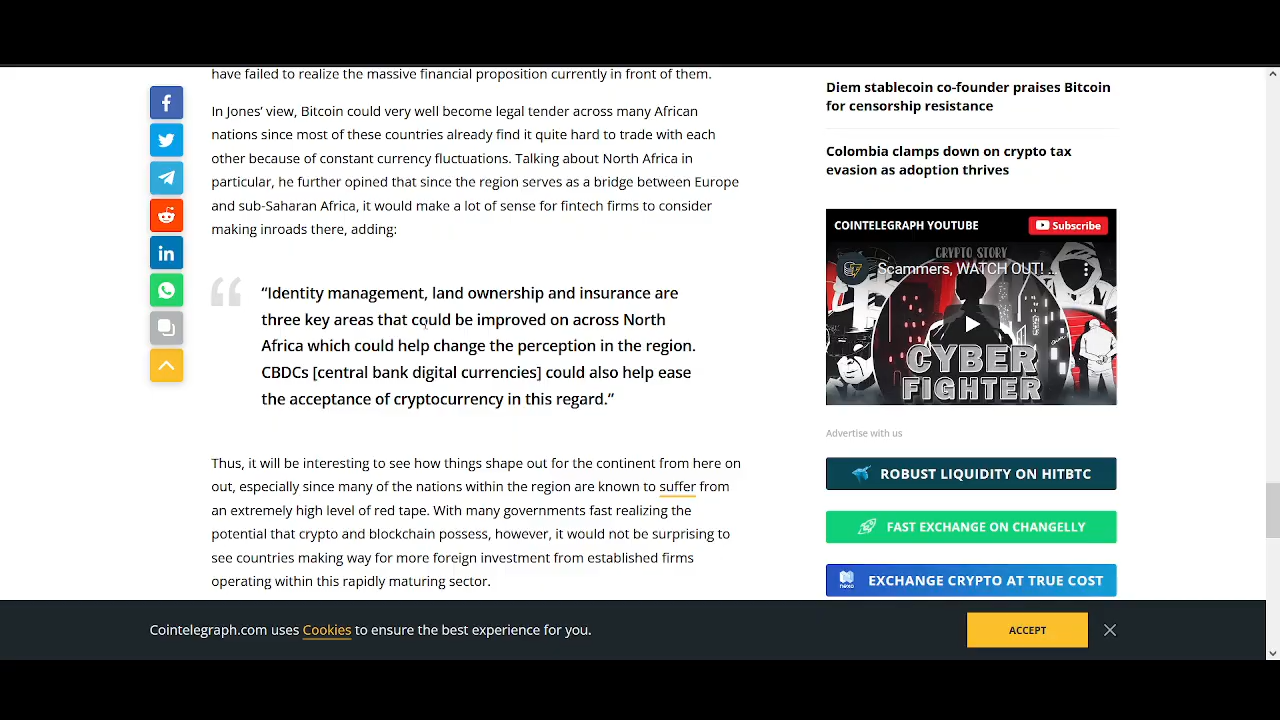 have failed to realize the massive financial proposition currently in front of them.
In Jones’ view, Bitcoin could very well become legal tender across many African
nations since most of these countries already find it quite hard to trade with each
other because of constant currency fluctuations. Talking about North Africa in
particular, he further opined that since the region serves as a bridge between Europe
and sub-Saharan Africa, it would make a lot of sense for fintech firms to consider
making inroads there, adding:
“Identity management, land ownership and insurance are
three key areas that could be improved on across North
Africa which could help change the perception in the region.
CBDCs [central bank digital currencies] could also help ease
the acceptance of cryptocurrency in this regard.“
Thus, it will be interesting to see how things shape out for the continent from here on
out, especially since many of the nations within the region are known to suffer from
an extremely high level of red tape. With many governments fast realizing the
potential that crypto and blockchain possess, however, it would not be surprising to
see countries making way for more foreign investment from established firms
operating within this rapidly maturing sector.
Diem stablecoin co-founder praises Bitcoin
for censorship resistance
Colombia clamps down on crypto tax
evasion as adoption thrives
COINTELEGRAPH YOUTUBE
Subscribe
CRYPTO STORY
Scammers, WATCH OUT! ...
CYBER
FIGHTER
Advertise with us
ROBUST LIQUIDITY ON HITBTC
FAST EXCHANGE ON CHANGELLY
nexo
EXCHANGE CRYPTO AT TRUE COST
Cointelegraph.com uses Cookies to ensure the best experience for you.
ACCEPT